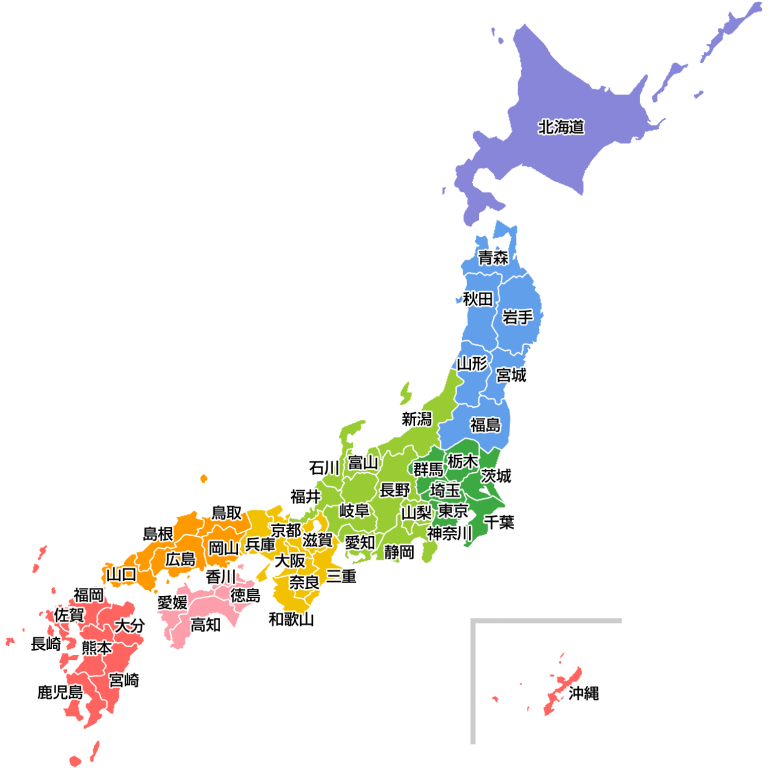 北海道
青森
秋田
岩手
山形
宮城
新潟
福島
石川
富山
群馬
栃木
茨城
福井
長野
埼玉
鳥取
岐阜
山梨
東京
千葉
島根
京都
岡山
兵庫
滋賀
愛知
静岡
神奈川
広島
大阪
山口
香川
奈良
三重
福岡
愛媛
徳島
佐賀
和歌山
大分
高知
長崎
熊本
宮崎
鹿児島
沖縄